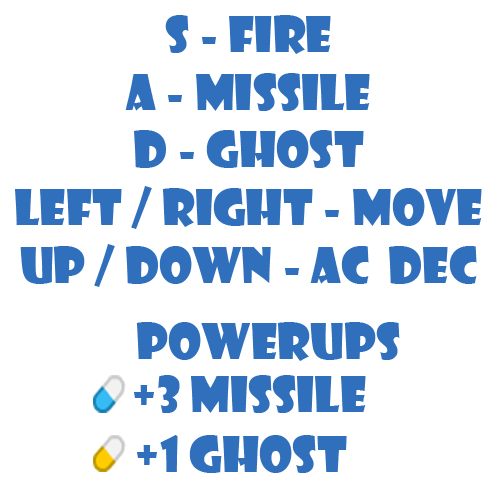 S - FIRE
A - MISSILE
D - GHOST
LEFT / RIGHT - MOVE
UP / DOWN - AC DEC
POWERUPS
+3 MISSILE
+1 GHOST